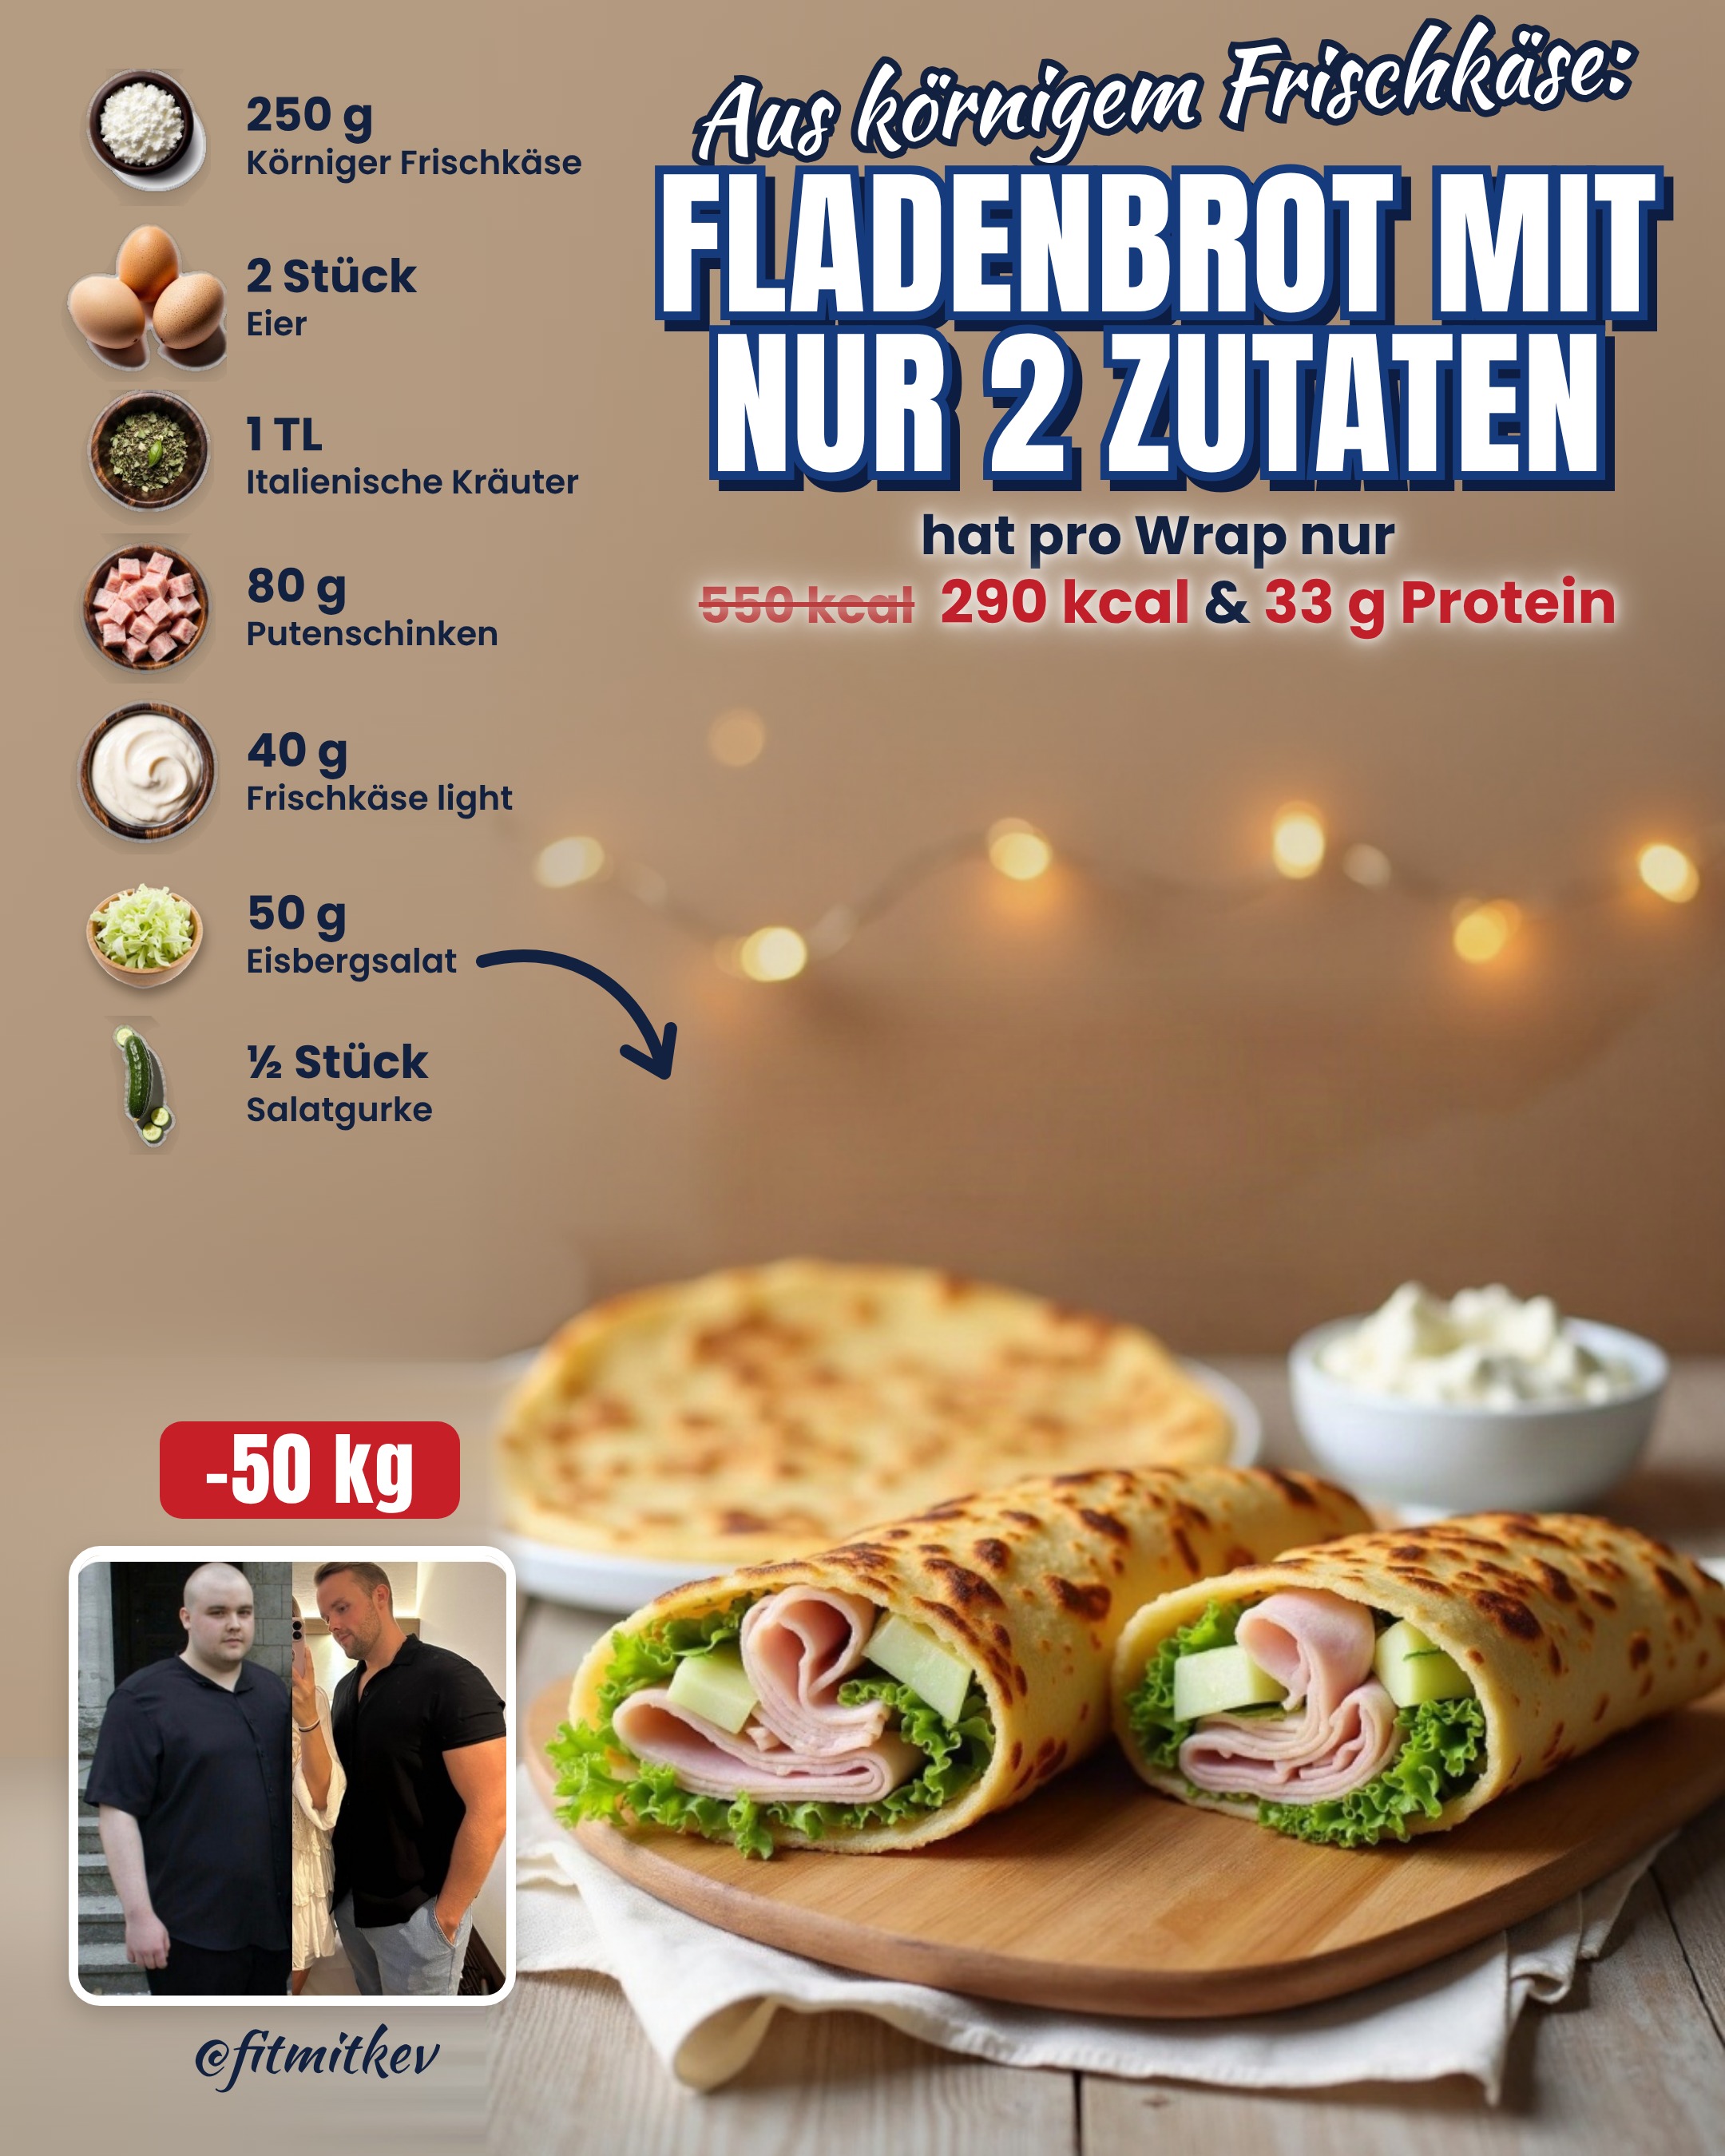 Aus körnigem Frischkäse:
FLADENBROT MIT
NUR 2 ZUTATEN
hat pro Wrap nur
550 kcal 290 kcal & 33 g Protein
250 g
Körniger Frischkäse
2 Stück
Eier
1 TL
Italienische Kräuter
80 g
Putenschinken
40 g
Frischkäse light
50 g
Eisbergsalat
½ Stück
Salatgurke
-50 kg
@fitmitkev